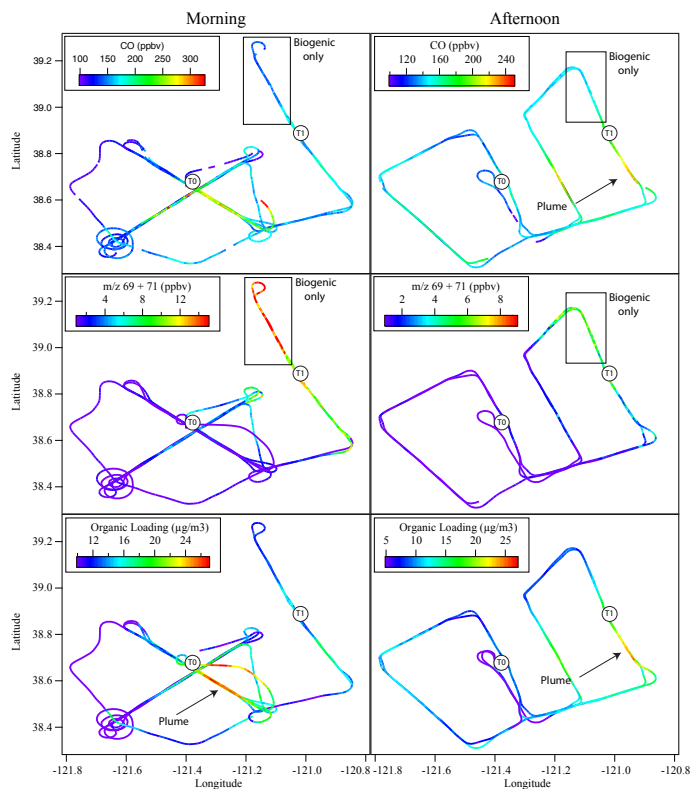 Morning
Afternoon
CO (ppbv)
100 150 200 250 300
Biogenic
only
CO (ppbv)
100 150 200 250
Biogenic
only
39.2
39.0
38.8
38.6
38.4
Latitude
T0
T1
T0
T1
Plume
m/z 69 + 71 (ppbv)
4 8 12
Biogenic
only
m/z 69 + 71 (ppbv)
2 4 6 8
Biogenic
only
39.2
39.0
38.8
38.6
38.4
Latitude
T0
T1
T0
T1
Organic Loading (µg/m3)
12 16 20 24
Organic Loading (µg/m3)
5 10 15 20 25
39.2
39.0
38.8
38.6
38.4
Latitude
T0
T1
Plume
T0
T1
Plume
-121.8 -121.6 -121.4 -121.2 -121.0 -120.8
-121.8 -121.6 -121.4 -121.2 -121.0 -120.8
Longitude
Longitude